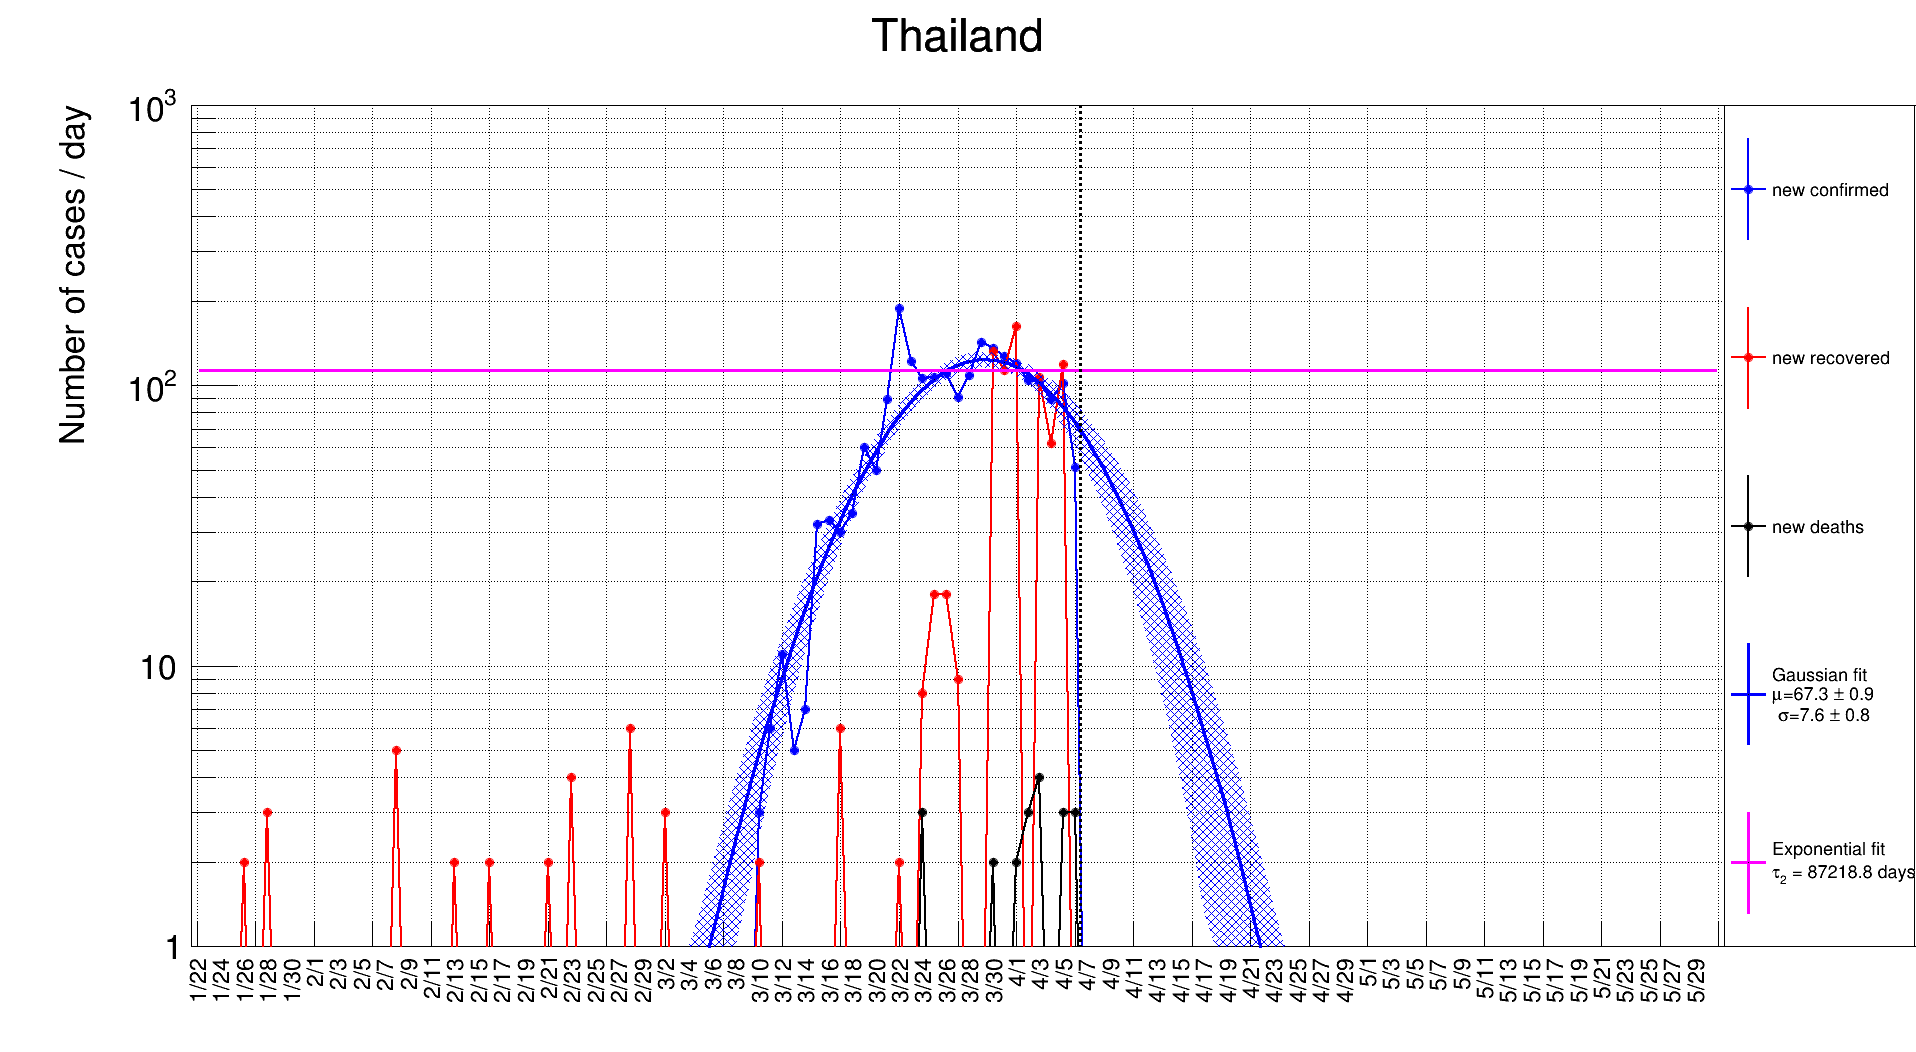 Thailand
Number of cases / day
10³
10²
10
1
1/22 1/24 1/26 1/28 1/30 2/1 2/3 2/5 2/7 2/9 2/11 2/13 2/15 2/17 2/19 2/21 2/23 2/25 2/27 2/29 3/2 3/4 3/6 3/8 3/10 3/12 3/14 3/16 3/18 3/20 3/22 3/24 3/26 3/28 3/30 4/1 4/3 4/5 4/7 4/9 4/11 4/13 4/15 4/17 4/19 4/21 4/23 4/25 4/27 4/29 5/1 5/3 5/5 5/7 5/9 5/11 5/13 5/15 5/17 5/19 5/21 5/23 5/25 5/27 5/29
new confirmed
new recovered
new deaths
Gaussian fit
μ=67.3 ± 0.9
σ=7.6 ± 0.8
Exponential fit
τ₂ = 87218.8 days